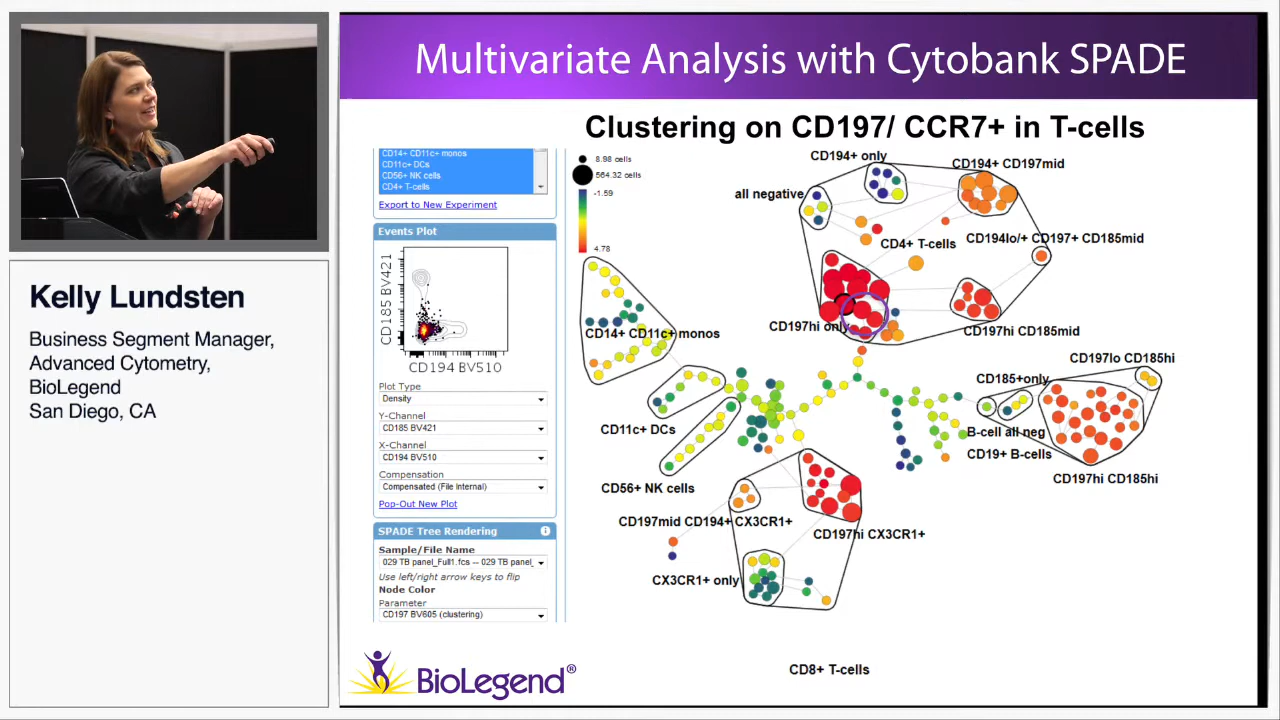 Multivariate Analysis with Cytobank SPADE
Kelly Lundsten
Business Segment Manager,
Advanced Cytometry,
BioLegend
San Diego, CA
Clustering on CD197/ CCR7+ in T-cells
CD14+ CD11c+ monos
CD11c+ DCs
CD56+ NK cells
CD4+ T-cells
Export to New Experiment
Events Plot
CD185 BV421
CD194 BV510
Plot Type
Density
Y-Channel
CD185 BV421
X-Channel
CD194 BV510
Compensation
Compensated (File Internal)
Pop-Out New Plot
SPADE Tree Rendering
Sample/File Name
029 TB panel_Full1.fcs -- 029 TB panel_
Use left/right arrow keys to flip
Node Color
Parameter
CD197 BV605 (clustering)
8.98 cells
564.32 cells
-1.59
4.78
CD194+ only
CD194+ CD197mid
all negative
CD4+ T-cells
CD194lo/+ CD197+ CD185mid
CD197hi only
CD197hi CD185mid
CD14+ CD11c+ monos
CD197lo CD185hi
CD185+only
CD11c+ DCs
B-cell all neg
CD19+ B-cells
CD197hi CD185hi
CD56+ NK cells
CD197mid CD194+ CX3CR1+
CD197hi CX3CR1+
CX3CR1+ only
CD8+ T-cells
BioLegend®